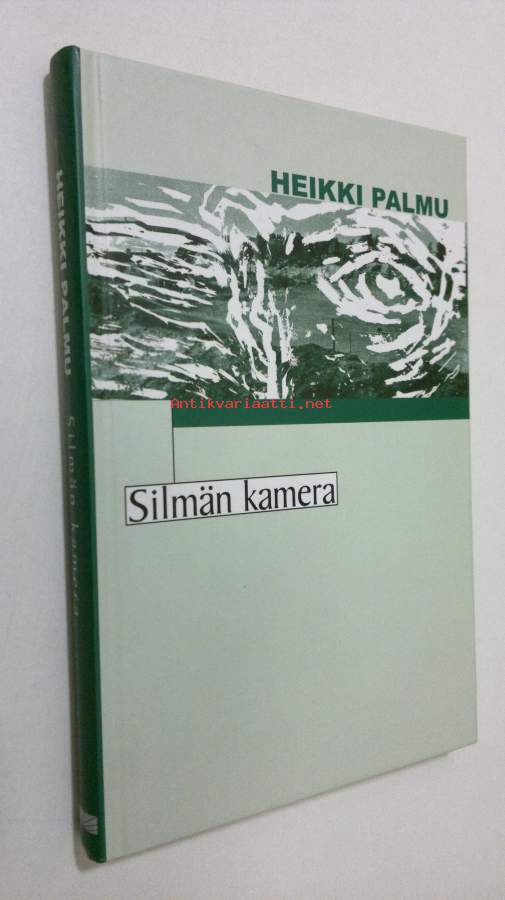 HEIKKI PALMU
Antikvariaatti.net
Silmän kamera
HEIKKI PALMU Silmän kamera